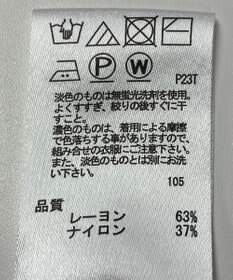 P W
P23T
淡色のものは無蛍光洗剤を使用。
よくすすぎ、絞りの後すぐに干
すこと。
濃色のものは、着用による摩擦
で色落ちする事がありますので、
組み合せの衣服にご注意下さい。
また、淡色のものとは別にお洗
い下さい。
105
品質
レーヨン 63%
ナイロン 37%